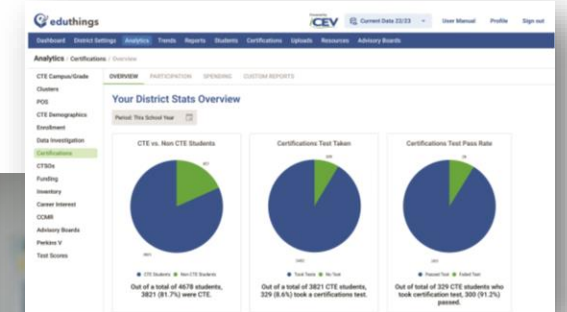 eduthings
Powered by
iCEV
Current Data 22/23
User Manual
Profile
Sign out
Dashboard District Settings Analytics Trends Reports Students Certifications Uploads Resources Advisory Boards
Analytics / Certifications / Overview
CTE Campus/Grade
Clusters
POS
CTE Demographics
Enrollment
Data Investigation
Certifications
CTSOs
Funding
Inventory
Career Interest
CCMR
Advisory Boards
Perkins V
Test Scores
OVERVIEW PARTICIPATION SPENDING CUSTOM REPORTS
Your District Stats Overview
Period: This School Year
CTE vs. Non CTE Students
CTE Students Non-CTE Students
Out of a total of 4678 students,
3821 (81.7%) were CTE.
Certifications Test Taken
Total Tests No Test
Out of a total of 3821 CTE students,
329 (8.6%) took a certifications test.
Certifications Test Pass Rate
Passed Test Failed Test
Out of total of 329 CTE students who
took certification test, 300 (91.2%)
passed.